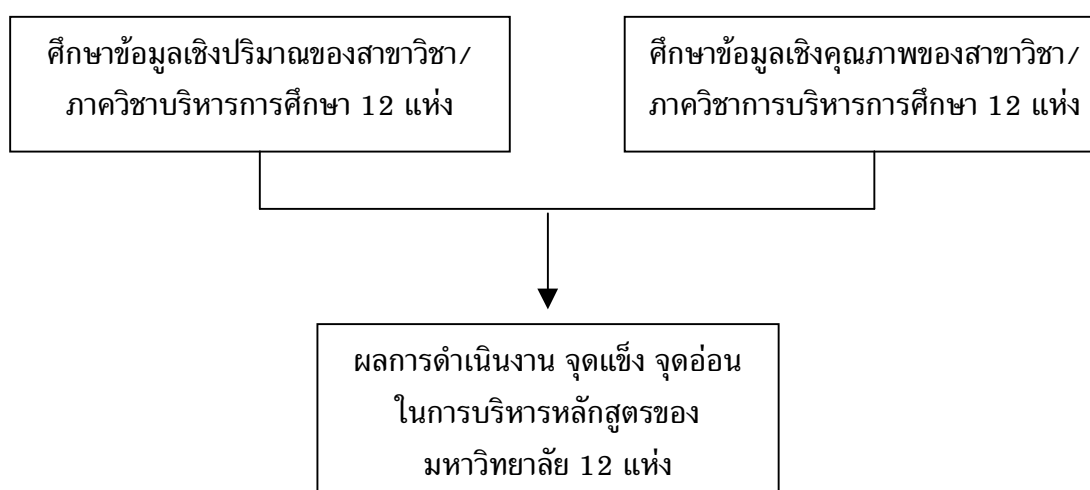 ศึกษาข้อมูลเชิงปริมาณของสาขาวิชา/
ภาควิชาบริหารการศึกษา 12 แห่ง
ศึกษาข้อมูลเชิงคุณภาพของสาขาวิชา/
ภาควิชาการบริหารการศึกษา 12 แห่ง
ผลการดำเนินงาน จุดแข็ง จุดอ่อน
ในการบริหารหลักสูตรของ
มหาวิทยาลัย 12 แห่ง